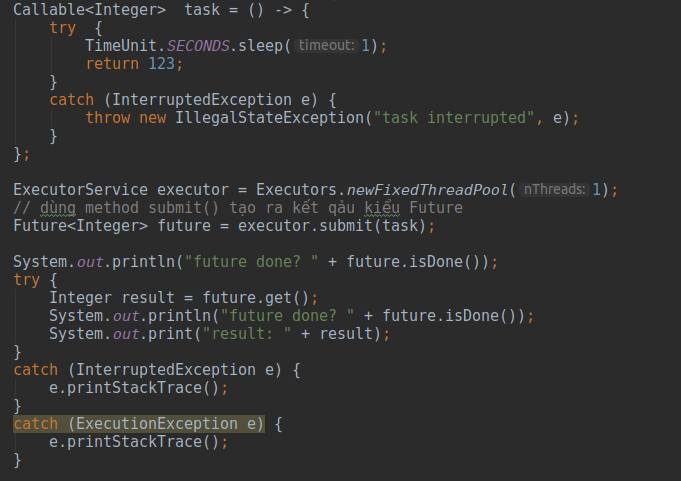 Callable<Integer>  task = () -> {
    try  {
        TimeUnit.SECONDS.sleep( timeout: 1);
        return 123;
    }
    catch (InterruptedException e) {
        throw new IllegalStateException("task interrupted", e);
    }
};
ExecutorService executor = Executors.newFixedThreadPool( nThreads: 1);
// dùng method submit() tạo ra kết qảu kiểu Future
Future<Integer> future = executor.submit(task);
System.out.println("future done? " + future.isDone());
try {
    Integer result = future.get();
    System.out.println("future done? " + future.isDone());
    System.out.print("result: " + result);
}
catch (InterruptedException e) {
    e.printStackTrace();
}
catch (ExecutionException e) {
    e.printStackTrace();
}